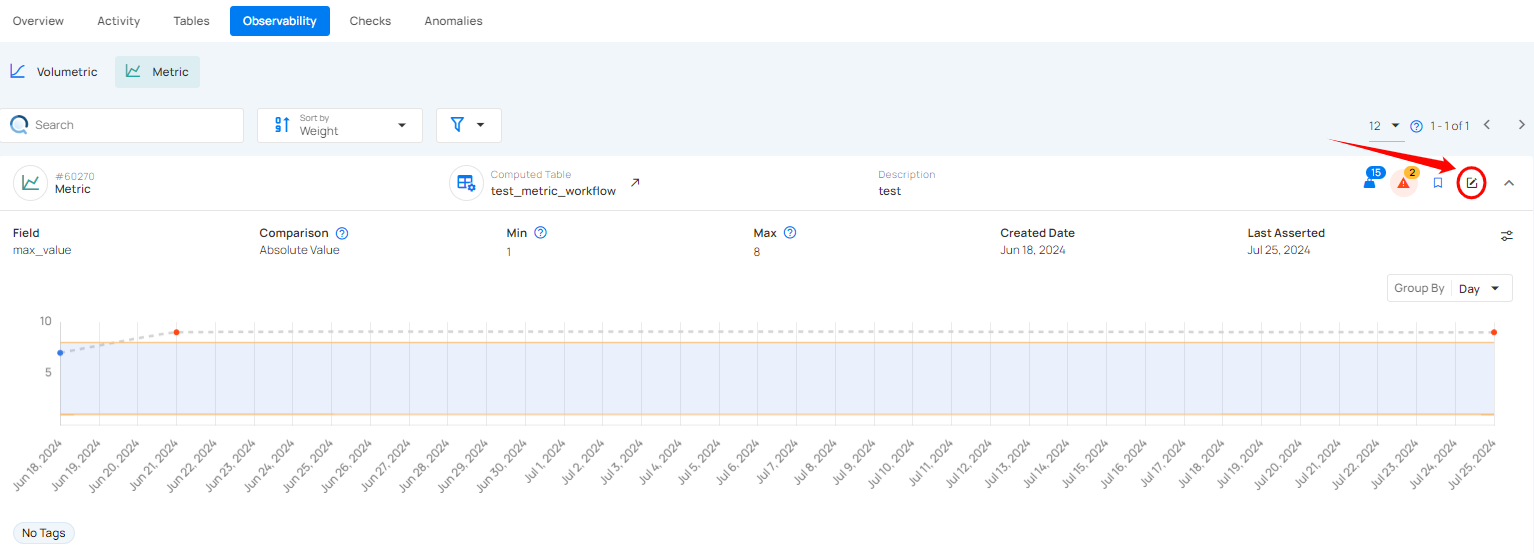 Overview Activity Tables Observability Checks Anomalies
Volumetric Metric
Search
Sort by
Weight
12 1 - 1 of 1
#60270
Metric
Computed Table
test_metric_workflow
Description
test
15
2
Field
max_value
Comparison
Absolute Value
Min
1
Max
8
Created Date
Jun 18, 2024
Last Asserted
Jul 25, 2024
Group By Day
10
5
Jun 18, 2024
Jun 19, 2024
Jun 20, 2024
Jun 21, 2024
Jun 22, 2024
Jun 23, 2024
Jun 24, 2024
Jun 25, 2024
Jun 26, 2024
Jun 27, 2024
Jun 28, 2024
Jun 29, 2024
Jun 30, 2024
Jul 1, 2024
Jul 2, 2024
Jul 3, 2024
Jul 4, 2024
Jul 5, 2024
Jul 6, 2024
Jul 7, 2024
Jul 8, 2024
Jul 9, 2024
Jul 10, 2024
Jul 11, 2024
Jul 12, 2024
Jul 13, 2024
Jul 14, 2024
Jul 15, 2024
Jul 16, 2024
Jul 17, 2024
Jul 18, 2024
Jul 19, 2024
Jul 20, 2024
Jul 21, 2024
Jul 22, 2024
Jul 23, 2024
Jul 24, 2024
Jul 25, 2024
No Tags